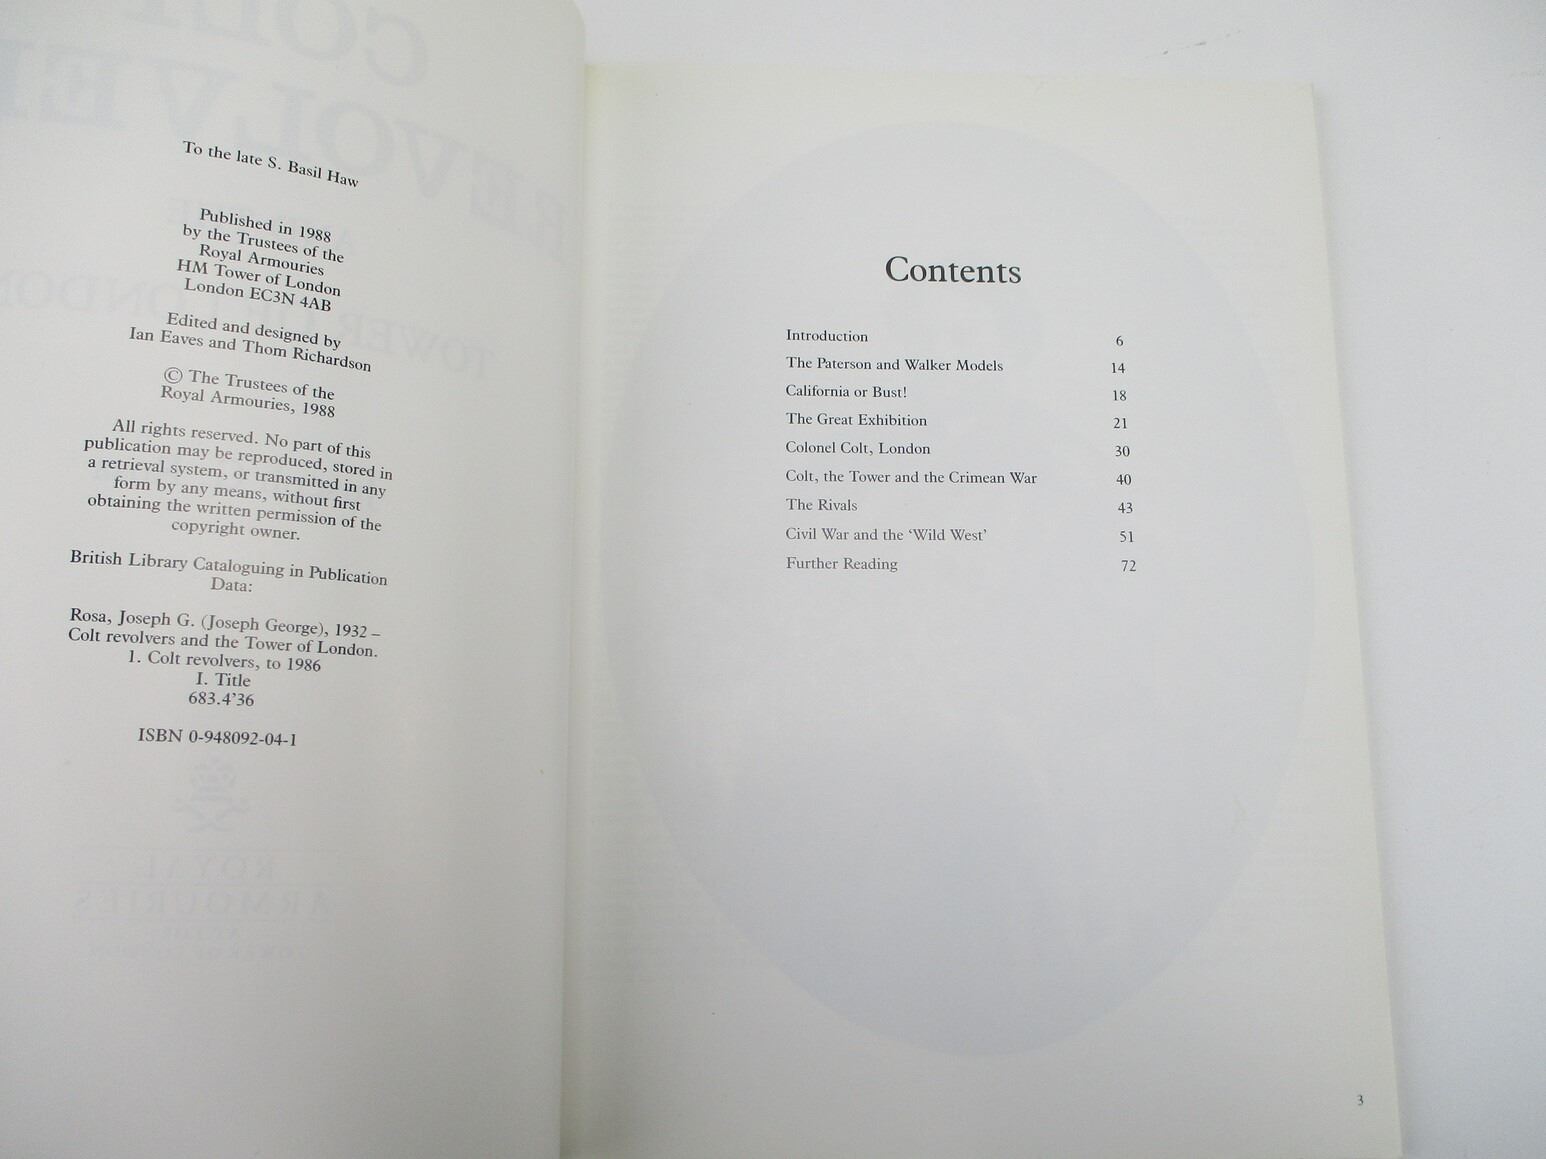 To the late S. Basil Haw
Published in 1988
by the Trustees of the
Royal Armouries
HM Tower of London
London EC3N 4AB
Edited and designed by
Ian Eaves and Thom Richardson
© The Trustees of the
Royal Armouries, 1988
All rights reserved. No part of this
publication may be reproduced, stored in
a retrieval system, or transmitted in any
form by any means, without first
obtaining the written permission of the
copyright owner.
British Library Cataloguing in Publication
Data:
Rosa, Joseph G. (Joseph George), 1932 –
Colt revolvers and the Tower of London.
1. Colt revolvers, to 1986
I. Title
683.4'36
ISBN 0-948092-04-1
Contents
Introduction 6
The Paterson and Walker Models 14
California or Bust! 18
The Great Exhibition 21
Colonel Colt, London 30
Colt, the Tower and the Crimean War 40
The Rivals 43
Civil War and the 'Wild West' 51
Further Reading 72
3